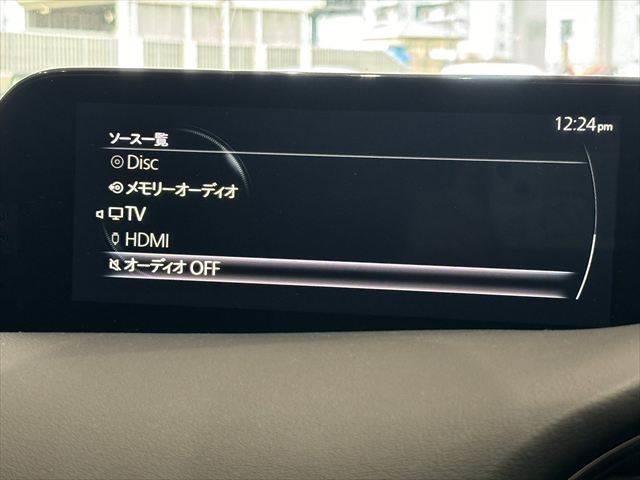 12:24pm
ソース一覧
Disc
メモリーオーディオ
TV
HDMI
オーディオ OFF